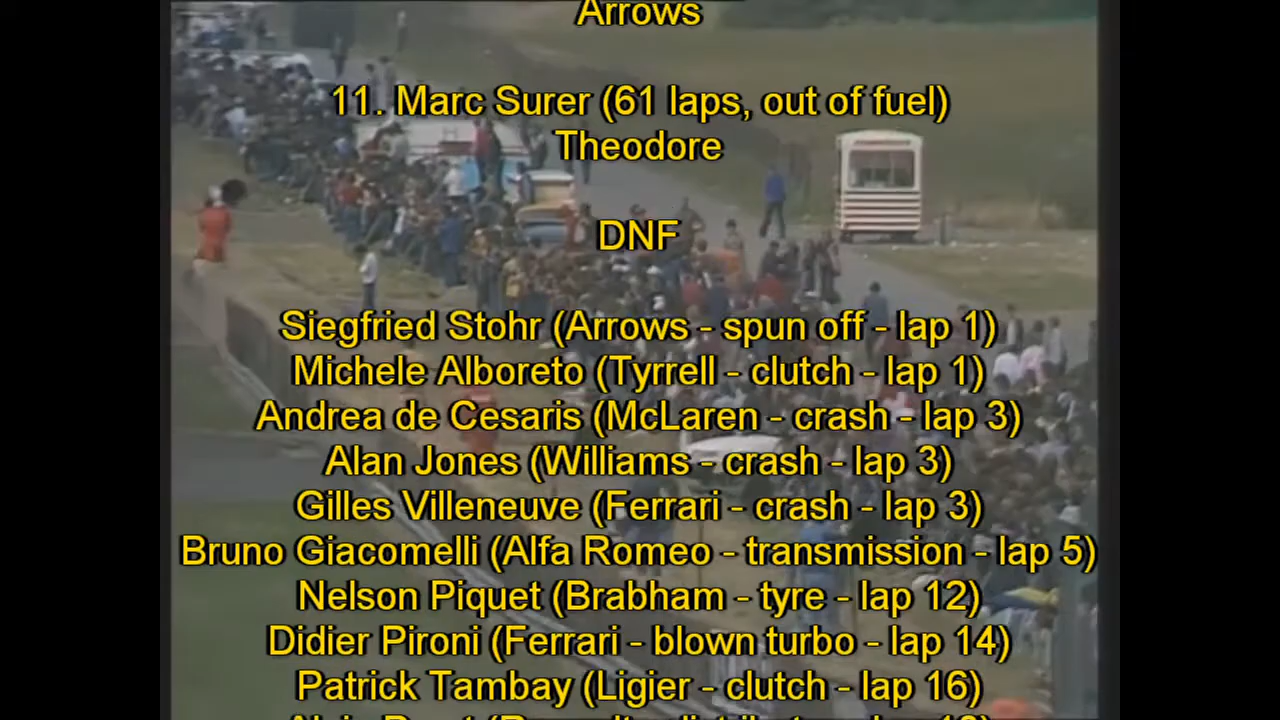 Arrows
11. Marc Surer (61 laps, out of fuel)
Theodore
DNF
Siegfried Stohr (Arrows - spun off - lap 1)
Michele Alboreto (Tyrrell - clutch - lap 1)
Andrea de Cesaris (McLaren - crash - lap 3)
Alan Jones (Williams - crash - lap 3)
Gilles Villeneuve (Ferrari - crash - lap 3)
Bruno Giacomelli (Alfa Romeo - transmission - lap 5)
Nelson Piquet (Brabham - tyre - lap 12)
Didier Pironi (Ferrari - blown turbo - lap 14)
Patrick Tambay (Ligier - clutch - lap 16)